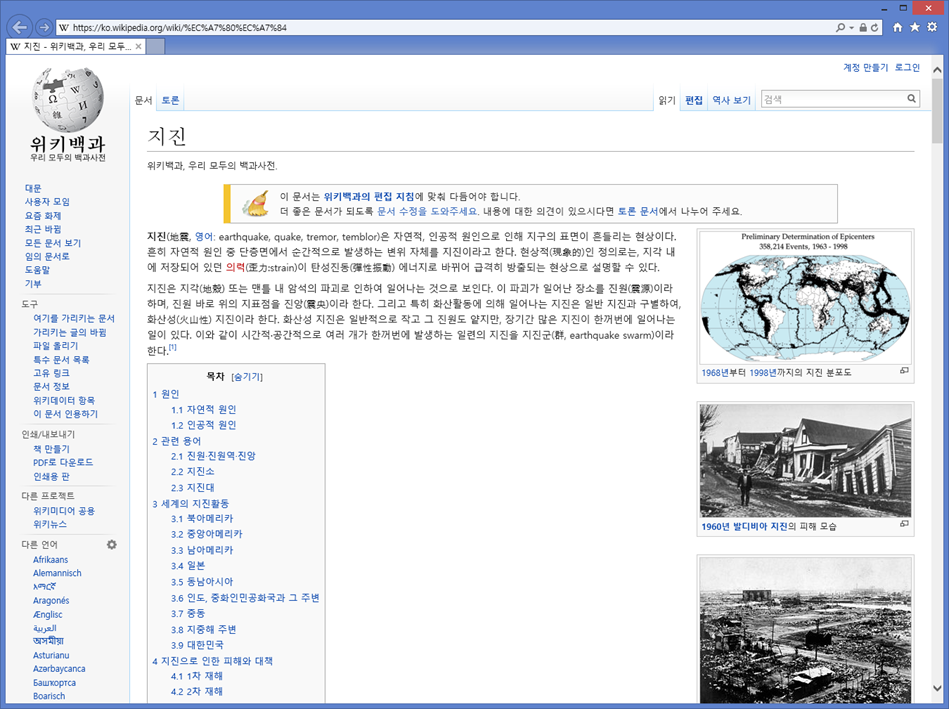 https://ko.wikipedia.org/wiki/%EC%A7%80%EC%A7%84
지진 - 위키백과, 우리 모두...
계정 만들기 로그인
문서 토론 읽기 편집 역사 보기 검색
위키백과
우리 모두의 백과사전
대문
사용자 모임
요즘 화제
최근 바뀜
모든 문서 보기
임의 문서로
도움말
기부
도구
여기를 가리키는 문서
가리키는 글의 바뀜
파일 올리기
특수 문서 목록
고유 링크
문서 정보
위키데이터 항목
이 문서 인용하기
인쇄/내보내기
책 만들기
PDF로 다운로드
인쇄용 판
다른 프로젝트
위키미디어 공용
위키뉴스
다른 언어
Afrikaans
Alemannisch
አማርኛ
Aragonés
Ænglisc
العربية
অসমীয়া
Asturianu
Azərbaycanca
Башҡортса
Boarisch
지진
위키백과, 우리 모두의 백과사전.
이 문서는 위키백과의 편집 지침에 맞춰 다듬어야 합니다.
더 좋은 문서가 되도록 문서 수정을 도와주세요. 내용에 대한 의견이 있으시다면 토론 문서에서 나누어 주세요.
지진(地震, 영어: earthquake, quake, tremor, temblor)은 자연적, 인공적 원인으로 인해 지구의 표면이 흔들리는 현상이다.
흔히 자연적 원인 중 단층면에서 순간적으로 발생하는 변위 자체를 지진이라고 한다. 현상적(現象的)인 정의로는, 지각 내
에 저장되어 있던 의력(歪力:strain)이 탄성진동(彈性振動) 에너지로 바뀌어 급격히 방출되는 현상으로 설명할 수 있다.
지진은 지각(地殼) 또는 맨틀 내 암석의 파괴로 인하여 일어나는 것으로 보인다. 이 파괴가 일어난 장소를 진원(震源)이라
하며, 진원 바로 위의 지표점을 진앙(震央)이라 한다. 그리고 특히 화산활동에 의해 일어나는 지진은 일반 지진과 구별하여,
화산성(火山性) 지진이라 한다. 화산성 지진은 일반적으로 작고 그 진원도 얕지만, 장기간 많은 지진이 한꺼번에 일어나는
일이 있다. 이와 같이 시간적·공간적으로 여러 개가 한꺼번에 발생하는 일련의 지진을 지진군(群, earthquake swarm)이라
한다.[1]
목차 [숨기기]
1 원인
1.1 자연적 원인
1.2 인공적 원인
2 관련 용어
2.1 진원·진원역·진앙
2.2 지진소
2.3 지진대
3 세계의 지진활동
3.1 북아메리카
3.2 중앙아메리카
3.3 남아메리카
3.4 일본
3.5 동남아시아
3.6 인도, 중화인민공화국과 그 주변
3.7 중동
3.8 지중해 주변
3.9 대한민국
4 지진으로 인한 피해와 대책
4.1 1차 재해
4.2 2차 재해
Preliminary Determination of Epicenters
358,214 Events, 1963 - 1998
1968년부터 1998년까지의 지진 분포도
1960년 발디비아 지진의 피해 모습